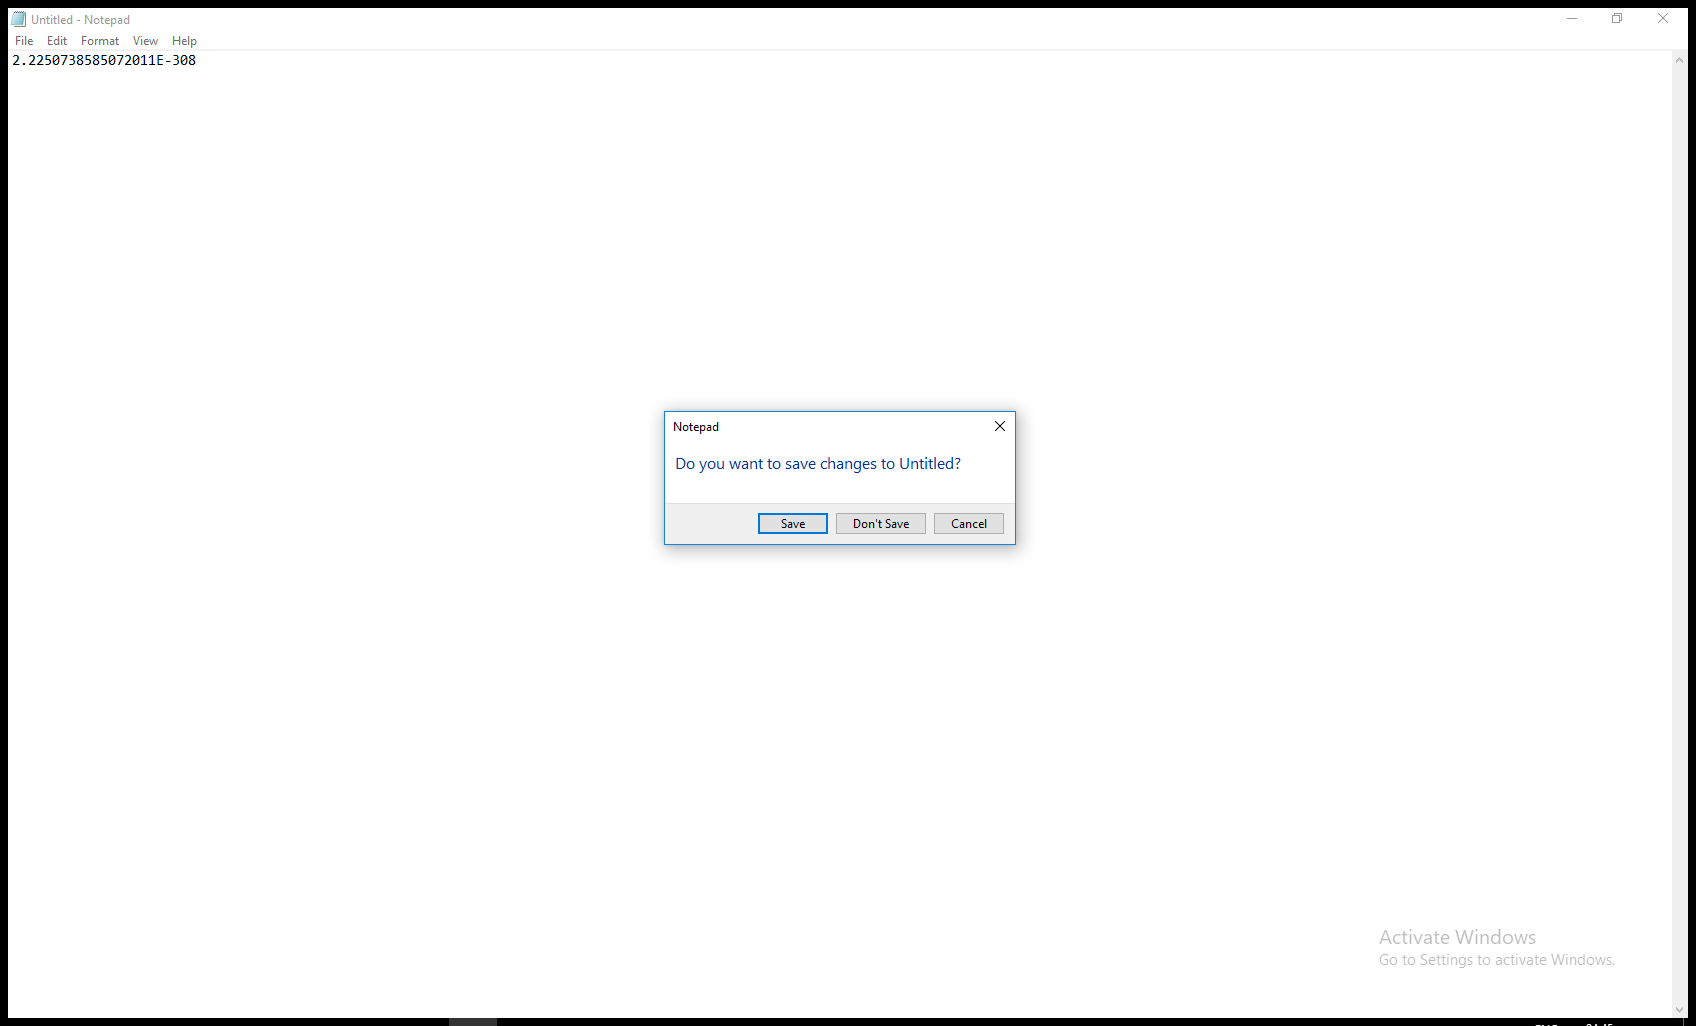 Untitled - Notepad
File Edit Format View Help
2.2250738585072011E-308
Notepad
Do you want to save changes to Untitled?
Save Don't Save Cancel
Activate Windows
Go to Settings to activate Windows.